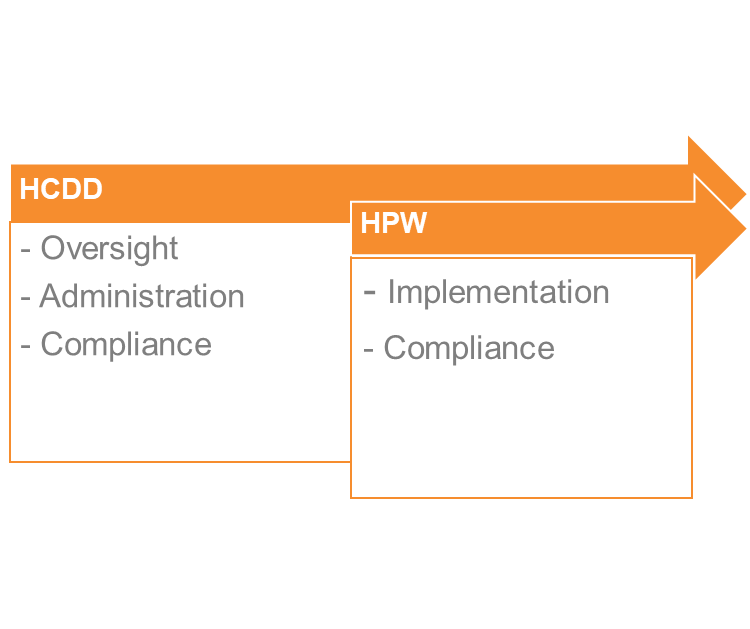 HCDD
- Oversight
- Administration
- Compliance
HPW
- Implementation
- Compliance